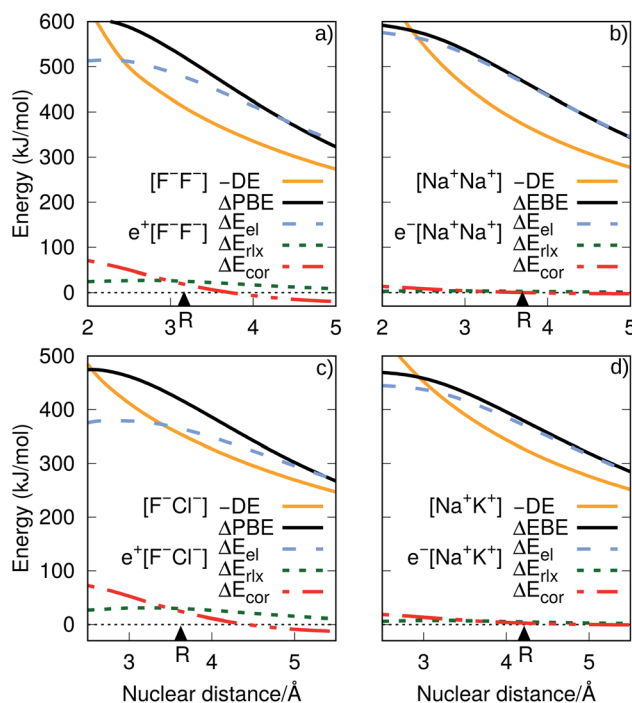 Energy (kJ/mol)
600
500
400
300
200
100
0
a)
[F⁻F⁻] −DE
ΔPBE
e⁺[F⁻F⁻] ΔE_el
ΔE_rlx
ΔE_cor
2 3 4 5
R
b)
[Na⁺Na⁺] −DE
ΔEBE
e⁻[Na⁺Na⁺] ΔE_el
ΔE_rlx
ΔE_cor
2 3 4 5
R
Energy (kJ/mol)
500
400
300
200
100
0
c)
[F⁻Cl⁻] −DE
ΔPBE
e⁺[F⁻Cl⁻] ΔE_el
ΔE_rlx
ΔE_cor
3 4 5
R
Nuclear distance/Å
d)
[Na⁺K⁺] −DE
ΔEBE
e⁻[Na⁺K⁺] ΔE_el
ΔE_rlx
ΔE_cor
3 4 5
R
Nuclear distance/Å